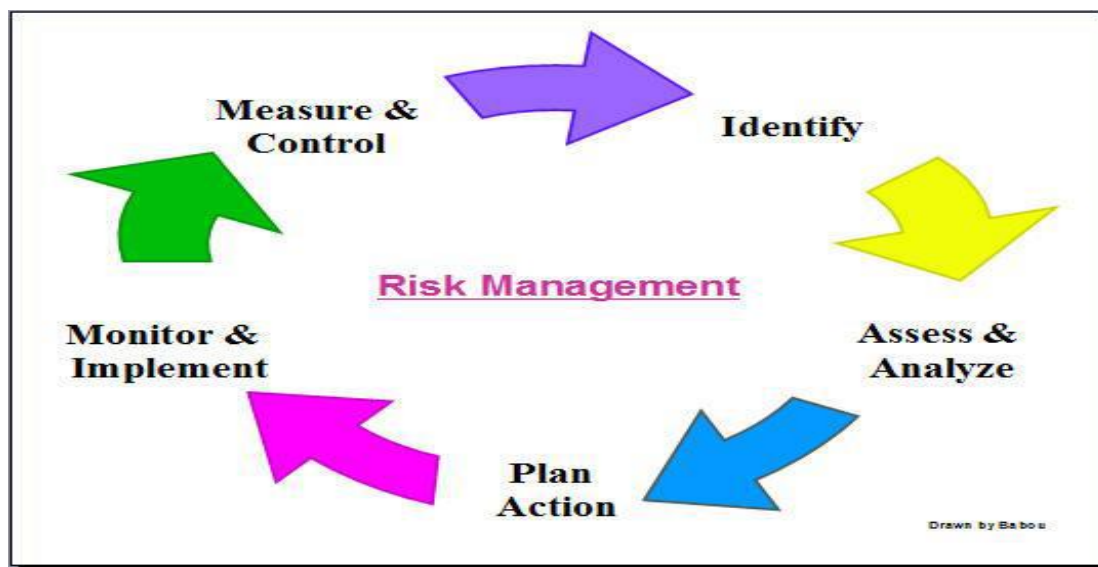 Measure &
Control
Identify
Risk Management
Monitor &
Implement
Assess &
Analyze
Plan
Action
Drawn by Babou